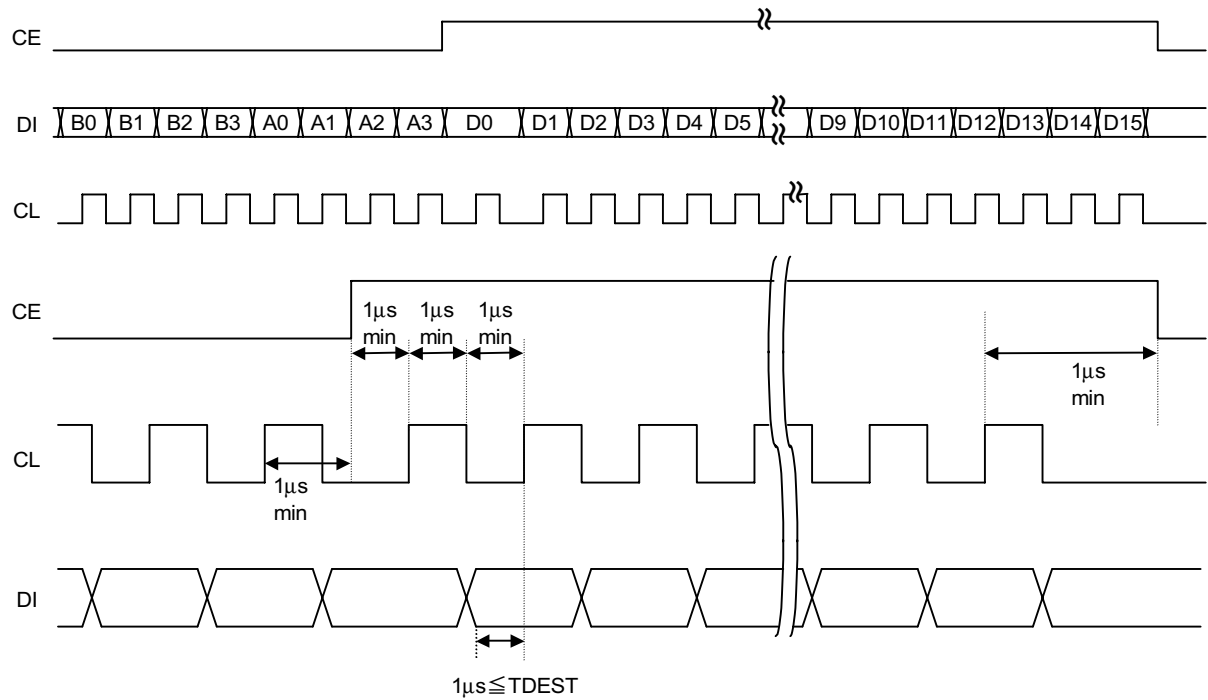 CE
DI B0 B1 B2 B3 A0 A1 A2 A3 D0 D1 D2 D3 D4 D5 D9 D10 D11 D12 D13 D14 D15
CL
CE
1μs min
1μs min
1μs min
1μs min
CL
1μs min
DI
1μs≦TDEST